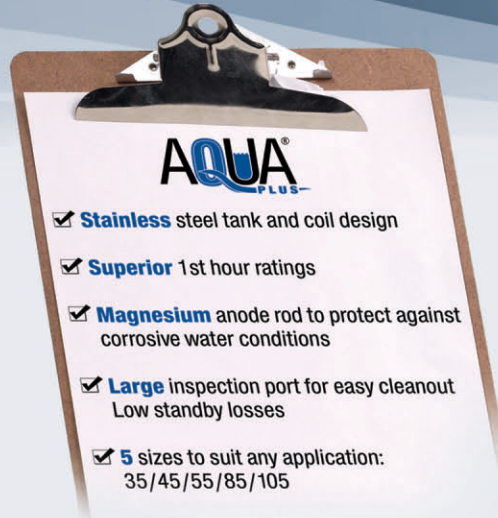 AQUA®
PLUS
Stainless steel tank and coil design
Superior 1st hour ratings
Magnesium anode rod to protect against
corrosive water conditions
Large inspection port for easy cleanout
Low standby losses
5 sizes to suit any application:
35/45/55/85/105